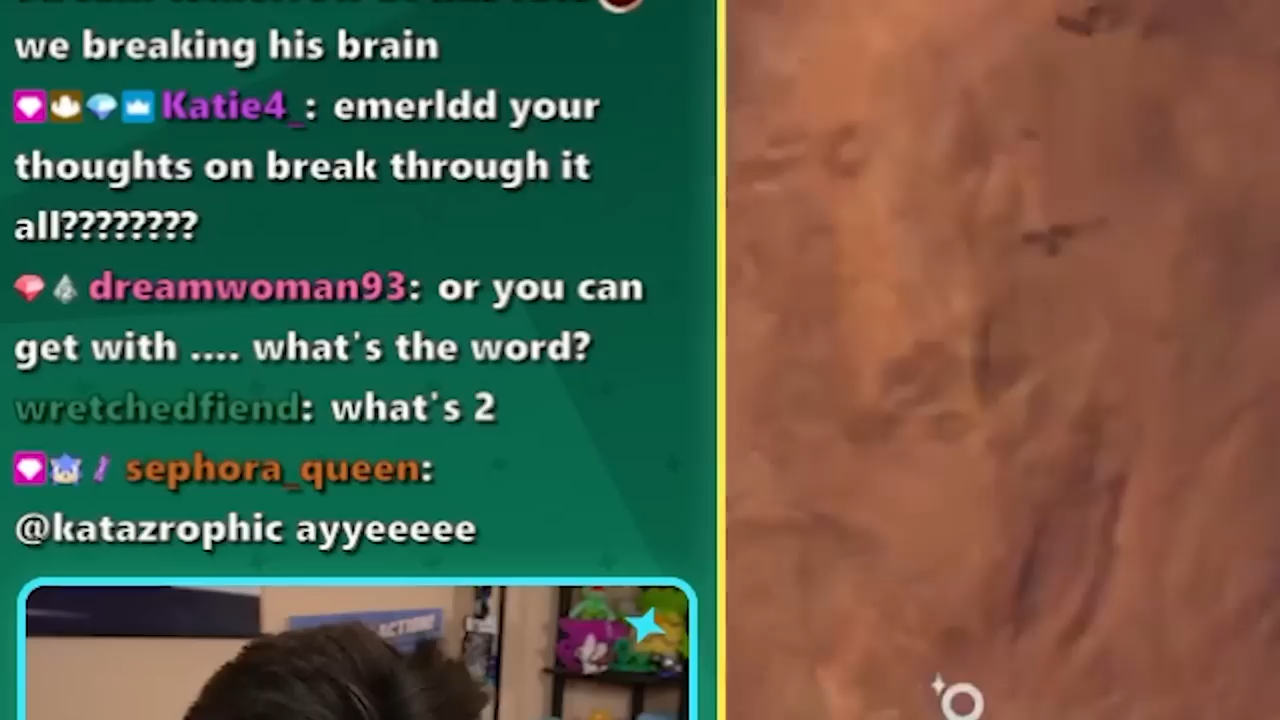 we breaking his brain
Katie4_: emerldd your
thoughts on break through it
all????????
dreamwoman93: or you can
get with .... what's the word?
wretchedfiend: what's 2
sephora_queen:
@katazrophic ayyeeeee